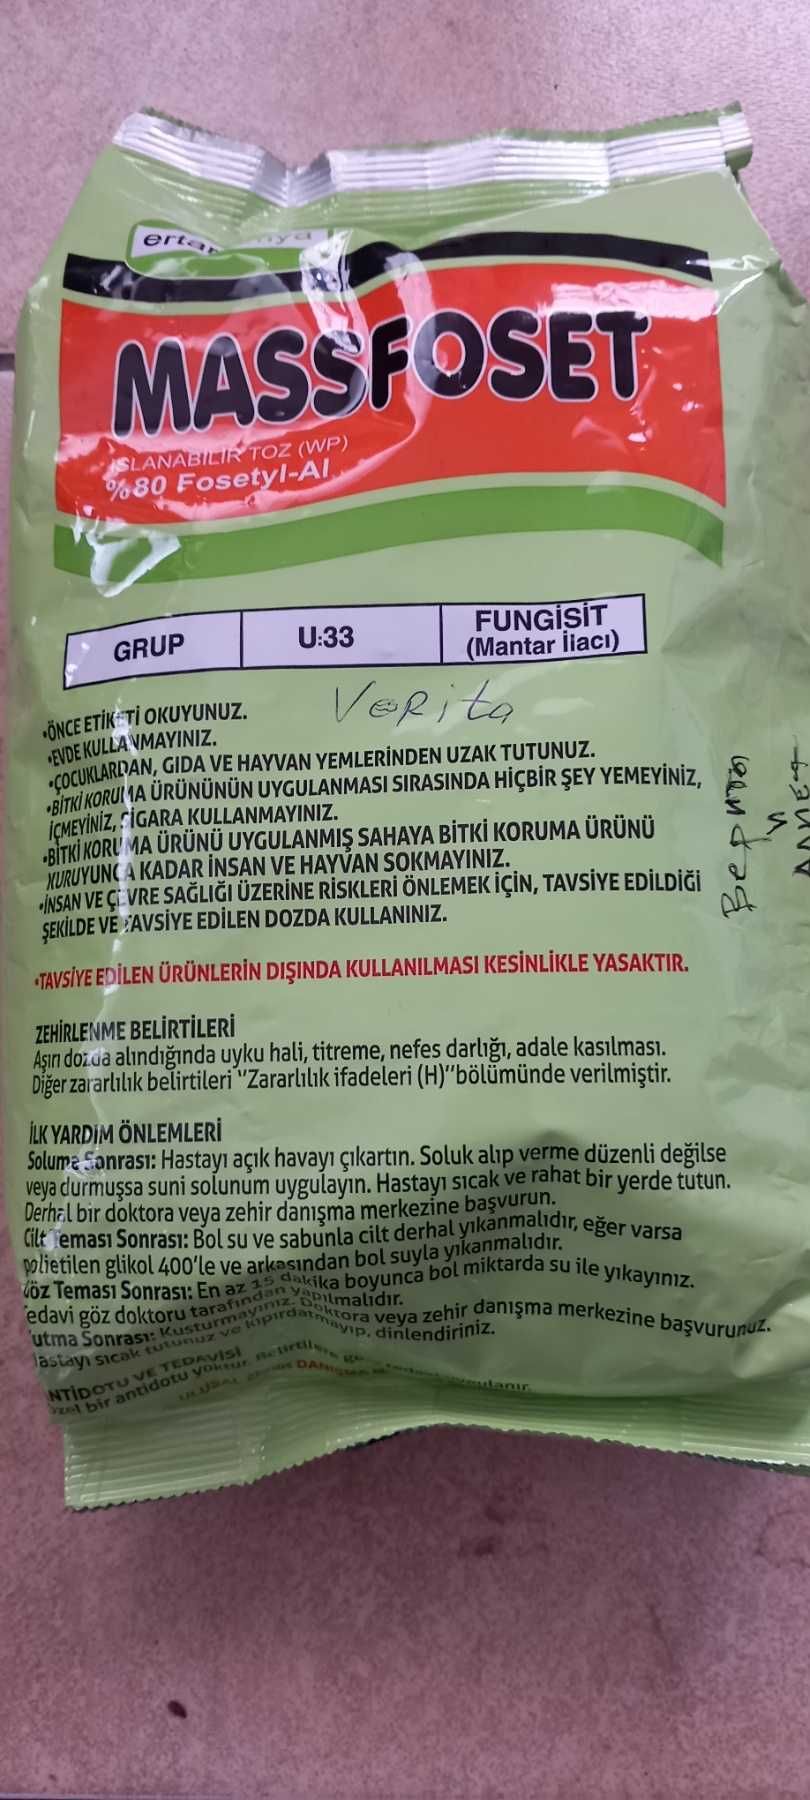 MASSFOSET
ISLANABİLİR TOZ (WP)
%80 Fosetyl-Al
GRUP
U:33
FUNGİSİT
(Mantar İlacı)
Verita
•ÖNCE ETİKETİ OKUYUNUZ.
•EVDE KULLANMAYINIZ.
•ÇOCUKLARDAN, GIDA VE HAYVAN YEMLERİNDEN UZAK TUTUNUZ.
•BİTKİ KORUMA ÜRÜNÜNÜN UYGULANMASI SIRASINDA HİÇBİR ŞEY YEMEYİNİZ,
İÇMEYİNİZ, SİGARA KULLANMAYINIZ.
•BİTKİ KORUMA ÜRÜNÜ UYGULANMIŞ SAHAYA BİTKİ KORUMA ÜRÜNÜ
KURUYUNCA KADAR İNSAN VE HAYVAN SOKMAYINIZ.
•İNSAN VE ÇEVRE SAĞLIĞI ÜZERİNE RİSKLERİ ÖNLEMEK İÇİN, TAVSİYE EDİLDİĞİ
ŞEKİLDE VE TAVSİYE EDİLEN DOZDA KULLANINIZ.
•TAVSİYE EDİLEN ÜRÜNLERİN DIŞINDA KULLANILMASI KESİNLİKLE YASAKTIR.
ZEHİRLENME BELİRTİLERİ
Aşırı dozda alındığında uyku hali, titreme, nefes darlığı, adale kasılması.
Diğer zararlılık belirtileri "Zararlılık ifadeleri (H)"bölümünde verilmiştir.
İLK YARDIM ÖNLEMLERİ
Soluma Sonrası: Hastayı açık havayı çıkartın. Soluk alıp verme düzenli değilse
veya durmuşsa suni solunum uygulayın. Hastayı sıcak ve rahat bir yerde tutun.
Derhal bir doktora veya zehir danışma merkezine başvurun.
Cilt Teması Sonrası: Bol su ve sabunla cilt derhal yıkanmalıdır, eğer varsa
polietilen glikol 400'le ve arkasından bol suyla yıkanmalıdır.
Göz Teması Sonrası: En az 15 dakika boyunca bol miktarda su ile yıkayınız.
Tedavi göz doktoru tarafından yapılmalıdır.
Yutma Sonrası: Kusturmayınız. Doktora veya zehir danışma merkezine başvurunuz.
Hastayı sıcak tutunuz ve kıpırdatmayıp, dinlendiriniz.
ANTİDOTU VE TEDAVİSİ
Özel bir antidotu yoktur.